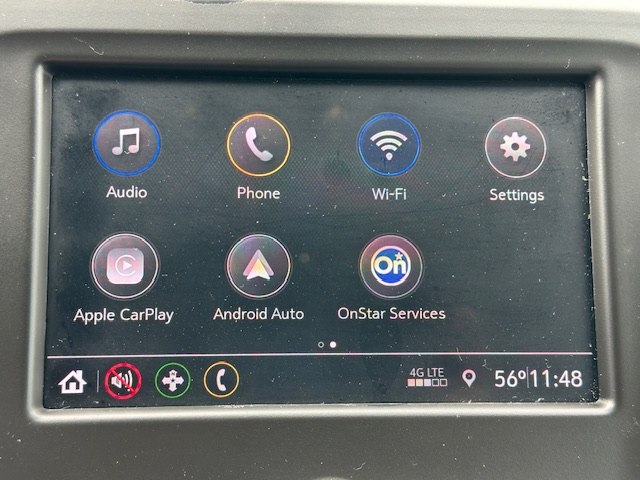 Audio
Phone
Wi-Fi
Settings
Apple CarPlay
Android Auto
On
OnStar Services
4G LTE
56° 11:48